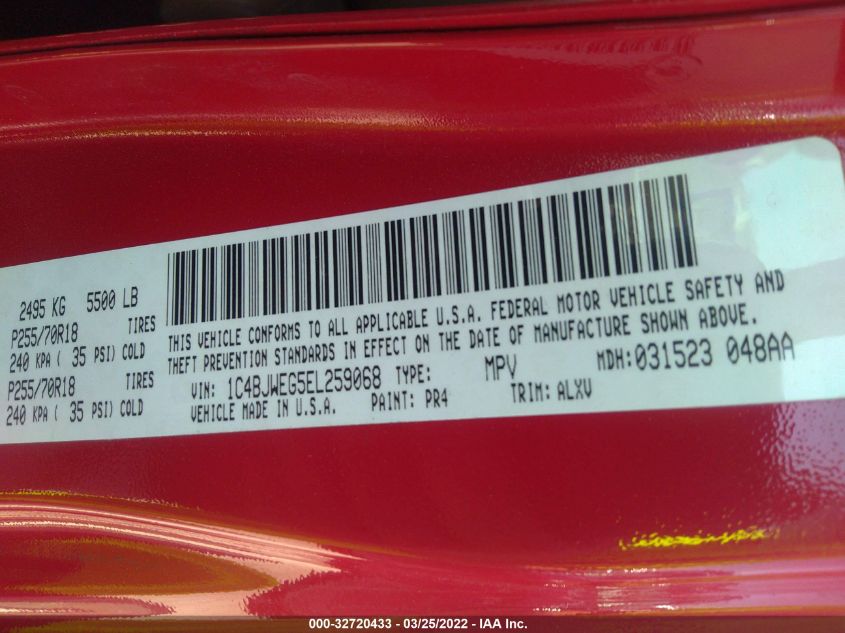 2495 KG 5500 LB
P255/70R18 TIRES
240 KPA ( 35 PSI) COLD
P255/70R18 TIRES
240 KPA ( 35 PSI) COLD
THIS VEHICLE CONFORMS TO ALL APPLICABLE U.S.A. FEDERAL MOTOR VEHICLE SAFETY AND
THEFT PREVENTION STANDARDS IN EFFECT ON THE DATE OF MANUFACTURE SHOWN ABOVE.
VIN: 1C4BJWEG5EL259068 TYPE: MPV MDH:031523 048AA
VEHICLE MADE IN U.S.A. PAINT: PR4 TRIM: ALXV
000-32720433 - 03/25/2022 - IAA Inc.